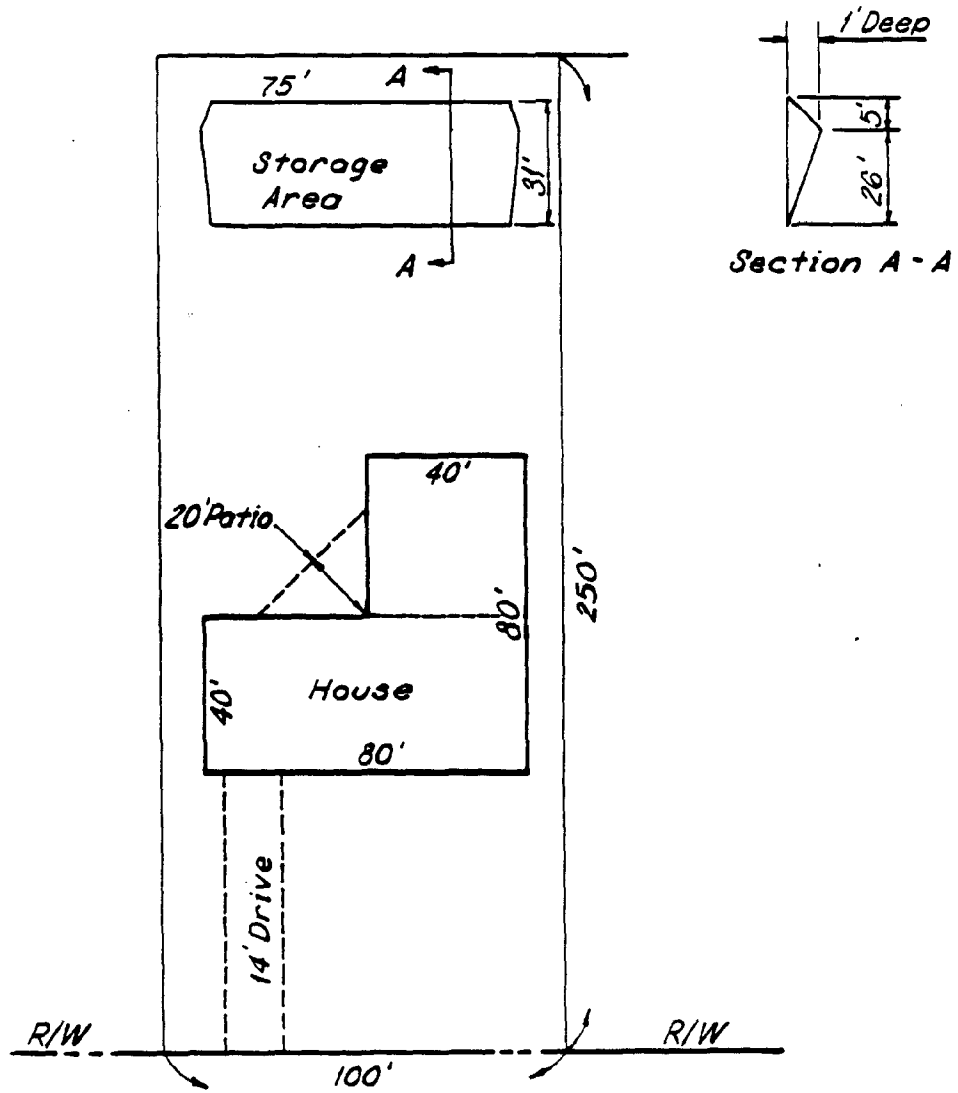 1' Deep
75'
A
5'
Storage
Area
31'
26'
A
Section A - A
40'
20' Patio
250'
80'
40'
House
80'
14' Drive
R/W
R/W
100'